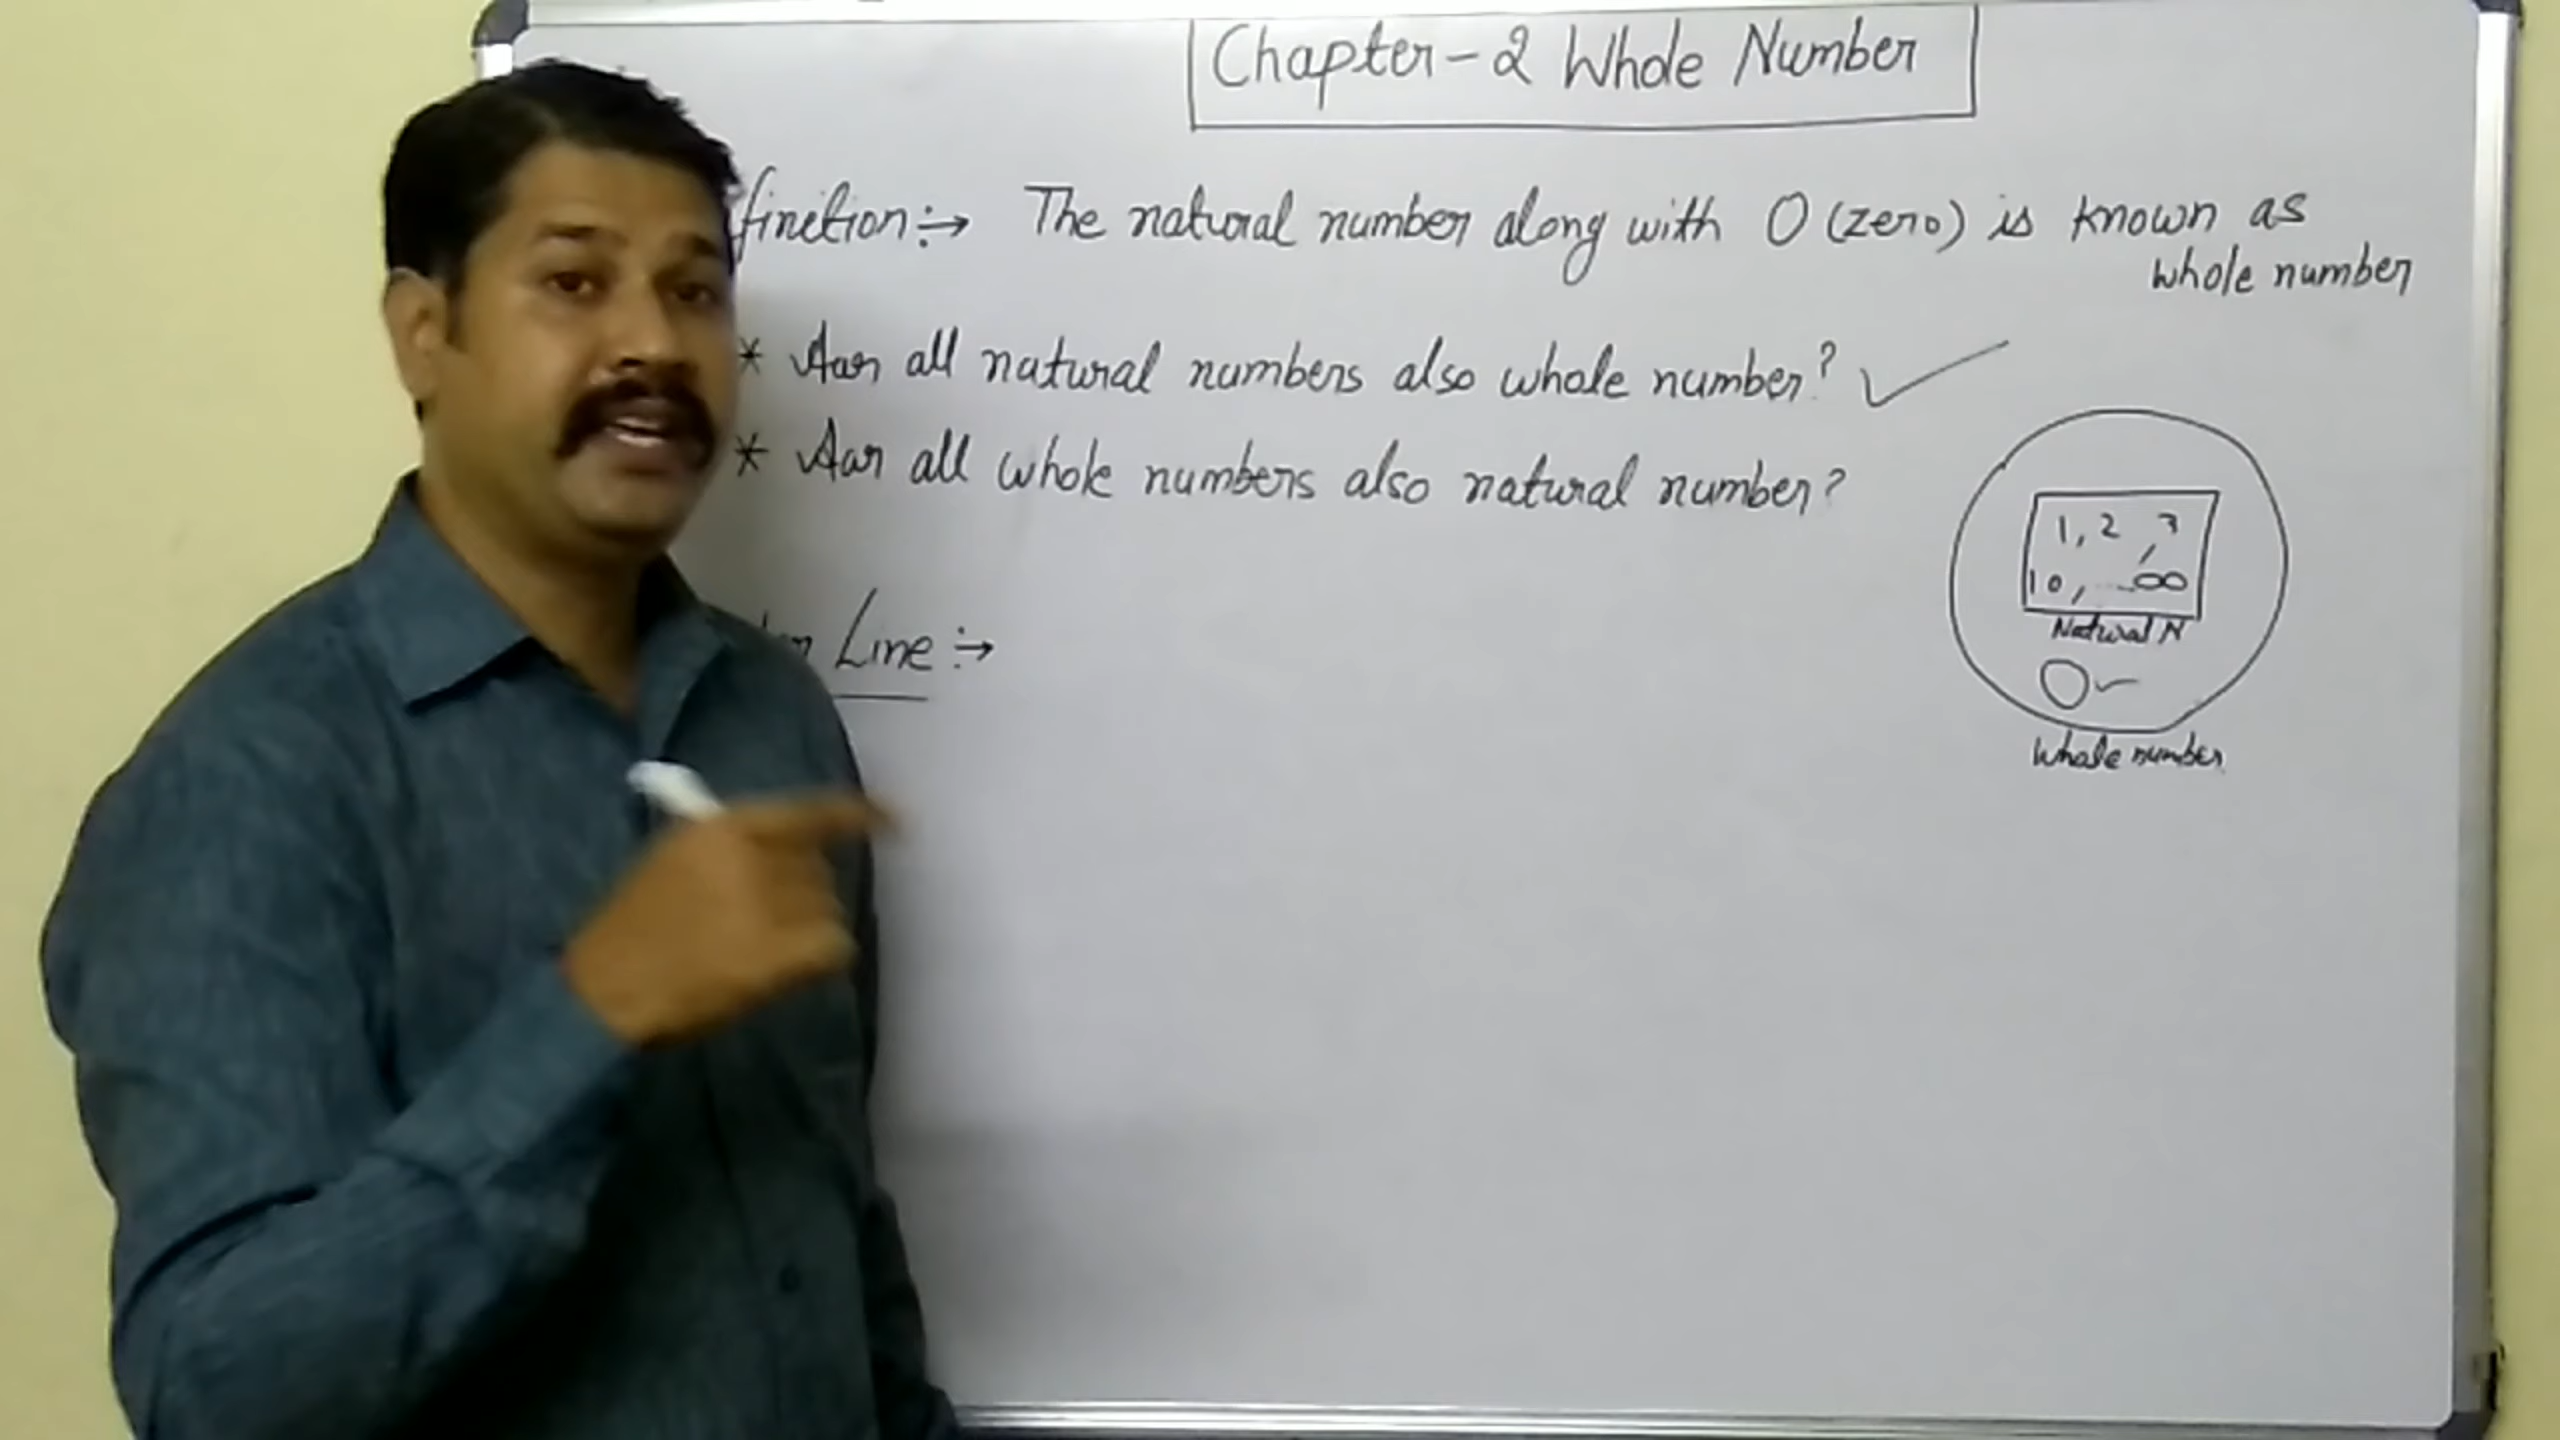 Chapter-2 Whole Number
finition:→ The natural number along with 0 (zero) is known as
whole number
* Aar all natural numbers also whole number? ✓
* Aar all whole numbers also natural number?
1, 2, 3
10, ... ∞
Natural N
0 ✓
Whole number
Line :→